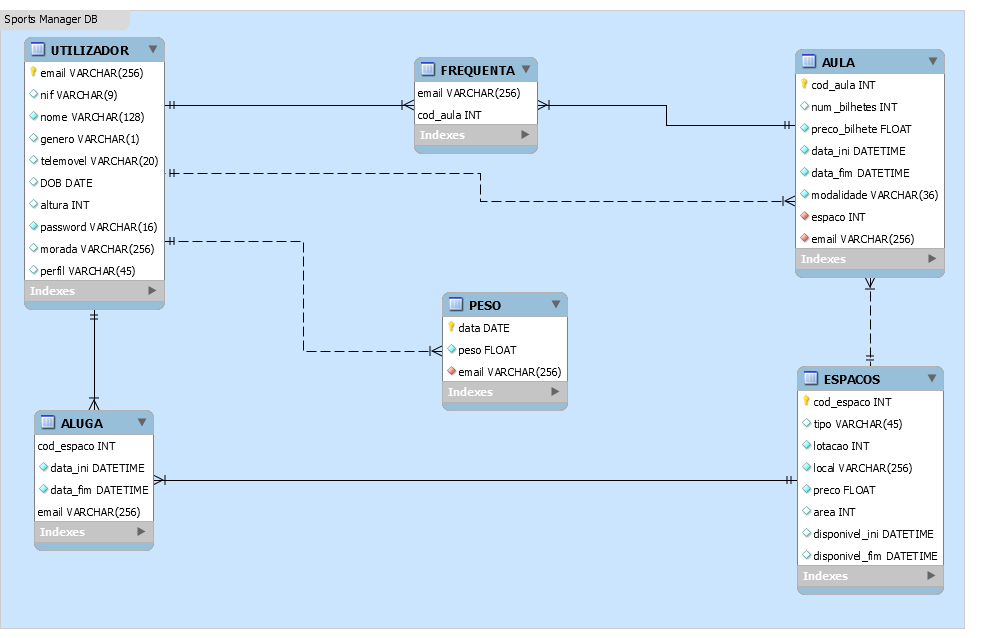 Sports Manager DB
UTILIZADOR
email VARCHAR(256)
nif VARCHAR(9)
nome VARCHAR(128)
genero VARCHAR(1)
telemovel VARCHAR(20)
DOB DATE
altura INT
password VARCHAR(16)
morada VARCHAR(256)
perfil VARCHAR(45)
Indexes
FREQUENTA
email VARCHAR(256)
cod_aula INT
Indexes
AULA
cod_aula INT
num_bilhetes INT
preco_bilhete FLOAT
data_ini DATETIME
data_fim DATETIME
modalidade VARCHAR(36)
espaco INT
email VARCHAR(256)
Indexes
PESO
data DATE
peso FLOAT
email VARCHAR(256)
Indexes
ALUGA
cod_espaco INT
data_ini DATETIME
data_fim DATETIME
email VARCHAR(256)
Indexes
ESPACOS
cod_espaco INT
tipo VARCHAR(45)
lotacao INT
local VARCHAR(256)
preco FLOAT
area INT
disponivel_ini DATETIME
disponivel_fim DATETIME
Indexes